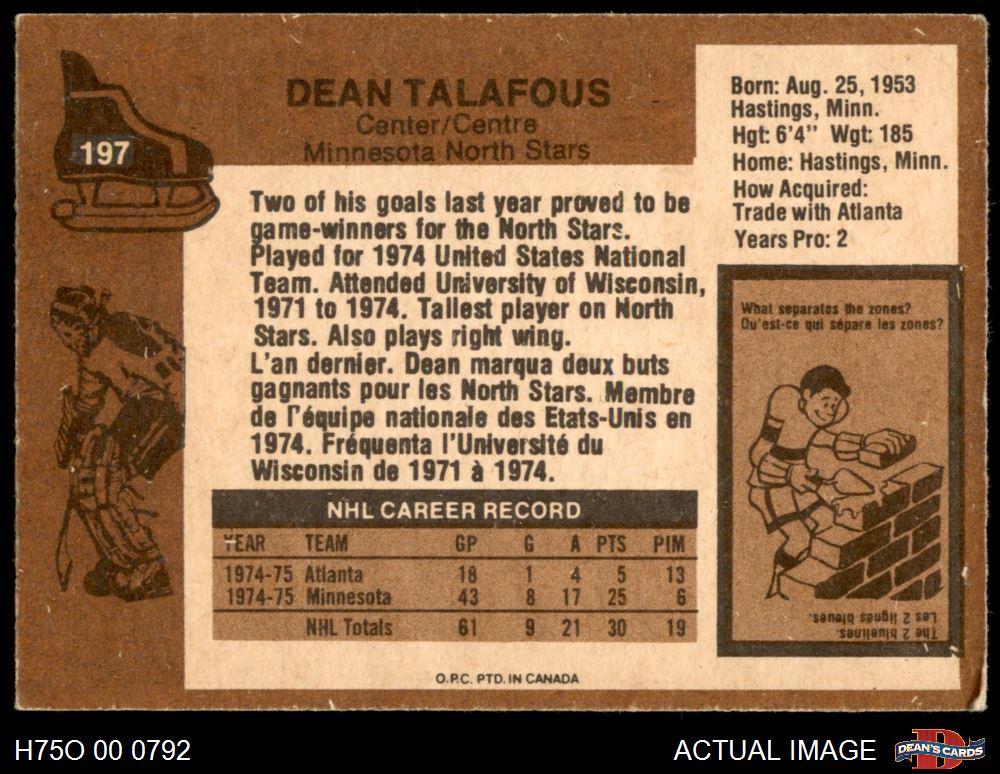 197
DEAN TALAFOUS
Center/Centre
Minnesota North Stars
Born: Aug. 25, 1953
Hastings, Minn.
Hgt: 6'4" Wgt: 185
Home: Hastings, Minn.
How Acquired:
Trade with Atlanta
Years Pro: 2
Two of his goals last year proved to be
game-winners for the North Stars.
Played for 1974 United States National
Team. Attended University of Wisconsin,
1971 to 1974. Tallest player on North
Stars. Also plays right wing.
L'an dernier. Dean marqua deux buts
gagnants pour les North Stars. Membre
de l'équipe nationale des Etats-Unis en
1974. Fréquenta l'Université du
Wisconsin de 1971 à 1974.
What separates the zones?
Qu'est-ce qui sépare les zones?
The 2 bluelines.
Les 2 lignes bleues.
NHL CAREER RECORD
YEAR TEAM GP G A PTS PIM
1974-75 Atlanta 18 1 4 5 13
1974-75 Minnesota 43 8 17 25 6
NHL Totals 61 9 21 30 19
O.P.C. PTD. IN CANADA
H75O 00 0792
ACTUAL IMAGE
DEAN'S CARDS